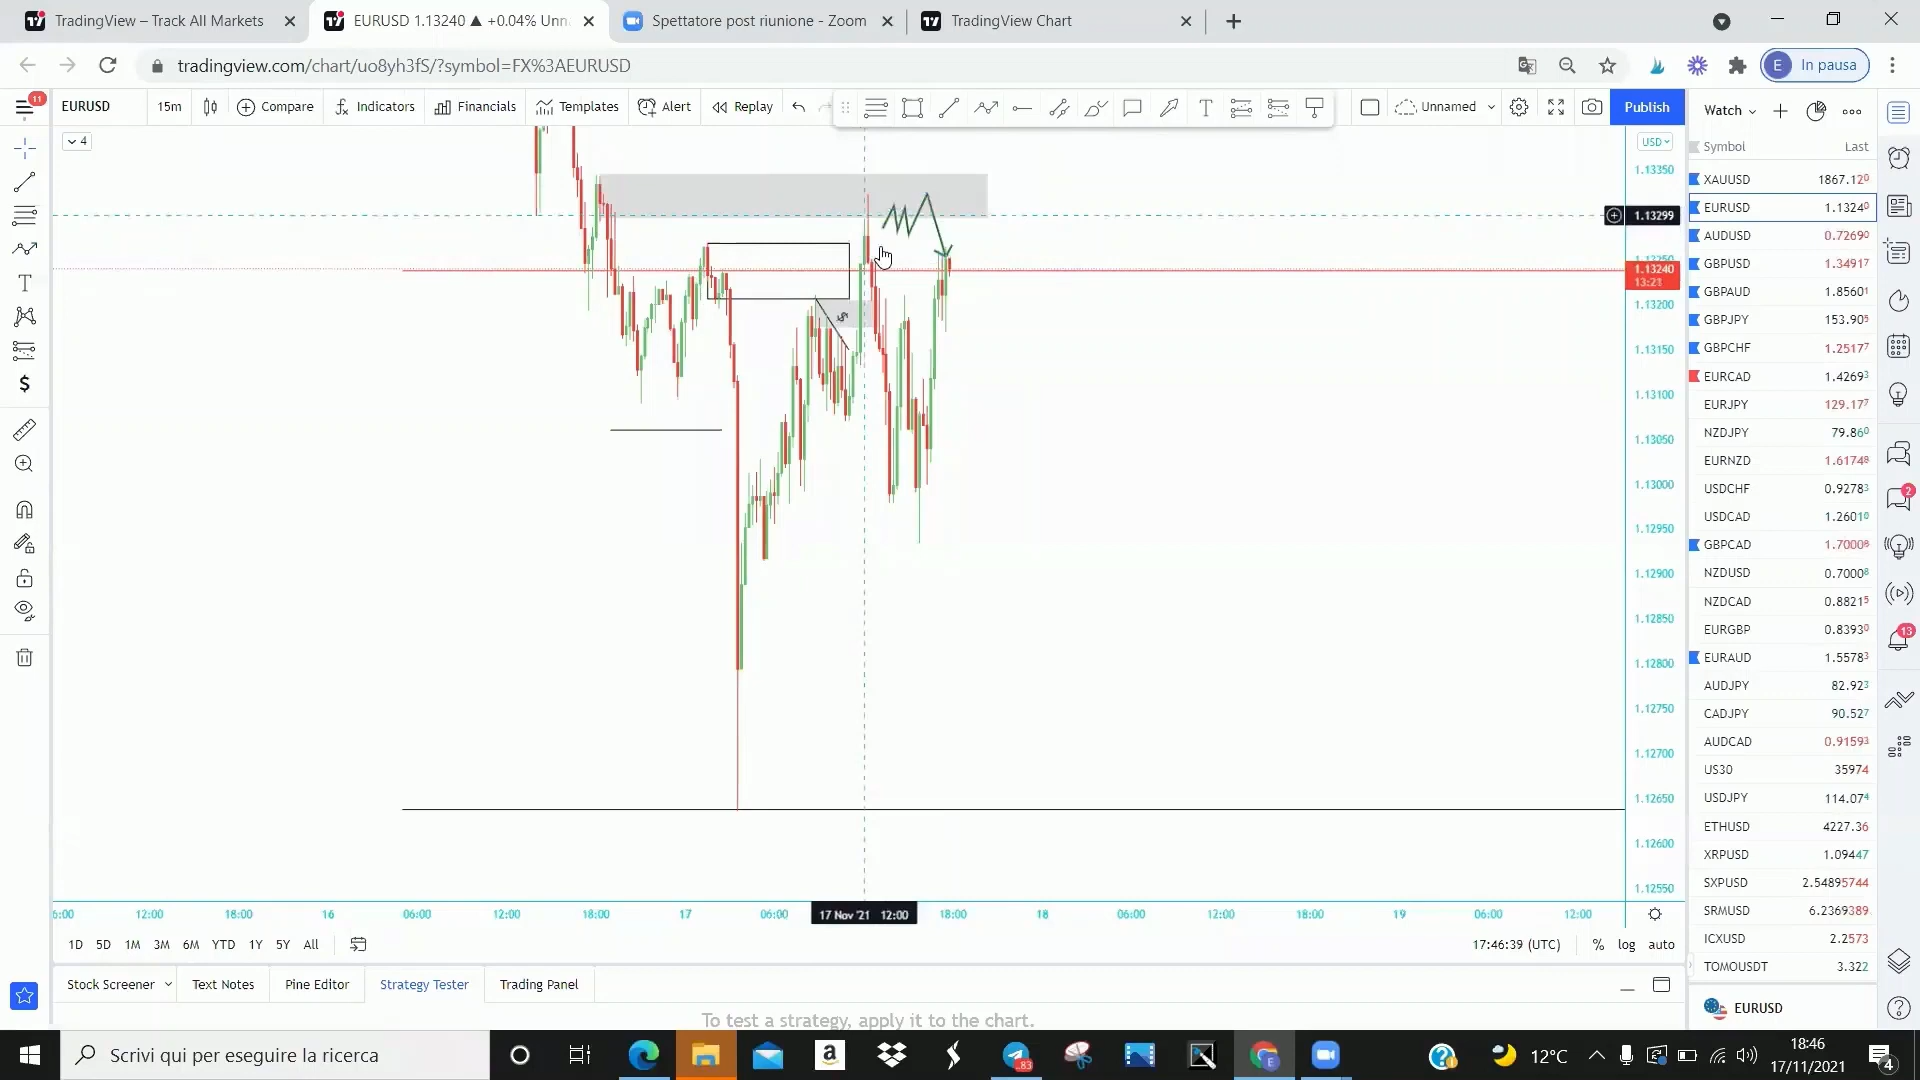 TradingView – Track All Markets
EURUSD 1.13240 ▲ +0.04% Unn
Spettatore post riunione - Zoom
TradingView Chart
tradingview.com/chart/uo8yh3fS/?symbol=FX%3AEURUSD
E In pausa
11
EURUSD
15m
Compare
Indicators
Financials
Templates
Alert
Replay
Unnamed
Publish
4
USD
1.13350
1.13299
1.13250
1.13240
13:21
1.13200
1.13150
1.13100
1.13050
1.13000
1.12950
1.12900
1.12850
1.12800
1.12750
1.12700
1.12650
1.12600
1.12550
$
6:00 12:00 18:00 16 06:00 12:00 18:00 17 06:00 17 Nov '21 12:00 18:00 18 06:00 12:00 18:00 19 06:00 12:00
1D 5D 1M 3M 6M YTD 1Y 5Y All
17:46:39 (UTC) % log auto
Stock Screener Text Notes Pine Editor Strategy Tester Trading Panel
To test a strategy, apply it to the chart.
Watch
Symbol Last
XAUUSD 1867.120
EURUSD 1.13240
AUDUSD 0.72690
GBPUSD 1.34917
GBPAUD 1.85601
GBPJPY 153.905
GBPCHF 1.25177
EURCAD 1.42693
EURJPY 129.177
NZDJPY 79.860
EURNZD 1.61748
USDCHF 0.92783
USDCAD 1.26010
GBPCAD 1.70008
NZDUSD 0.70008
NZDCAD 0.88215
EURGBP 0.83930
EURAUD 1.55783
AUDJPY 82.923
CADJPY 90.527
AUDCAD 0.91593
US30 35974
USDJPY 114.074
ETHUSD 4227.36
XRPUSD 1.09447
SXPUSD 2.54895744
SRMUSD 6.2369389
ICXUSD 2.2573
TOMOUSDT 3.322
EURUSD
2
13
Scrivi qui per eseguire la ricerca
83
12°C
18:46
17/11/2021
4